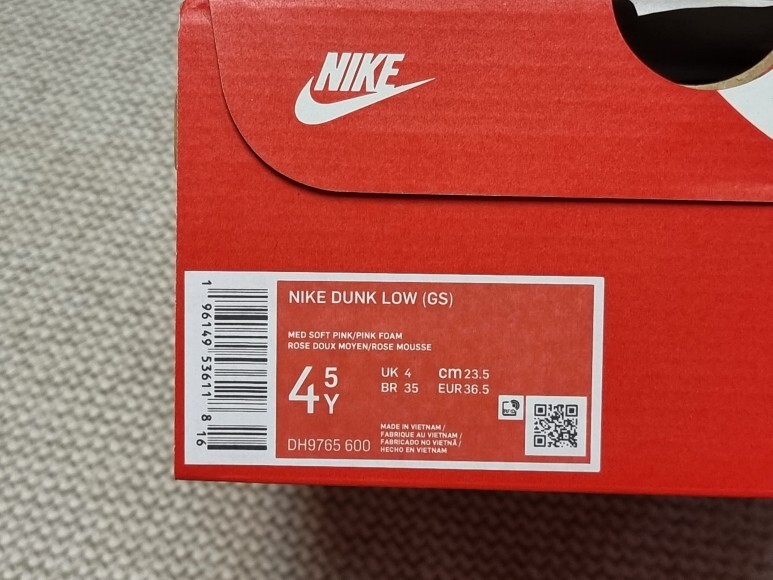 NIKE
NIKE DUNK LOW (GS)
MED SOFT PINK/PINK FOAM
ROSE DOUX MOYEN/ROSE MOUSSE
4 5 Y
UK 4 cm 23.5
BR 35 EUR 36.5
DH9765 600
MADE IN VIETNAM /
FABRIQUE AU VIETNAM /
FABRICADO NO VIETNÃ /
HECHO EN VIETNAM
1 96149 53611 8 16